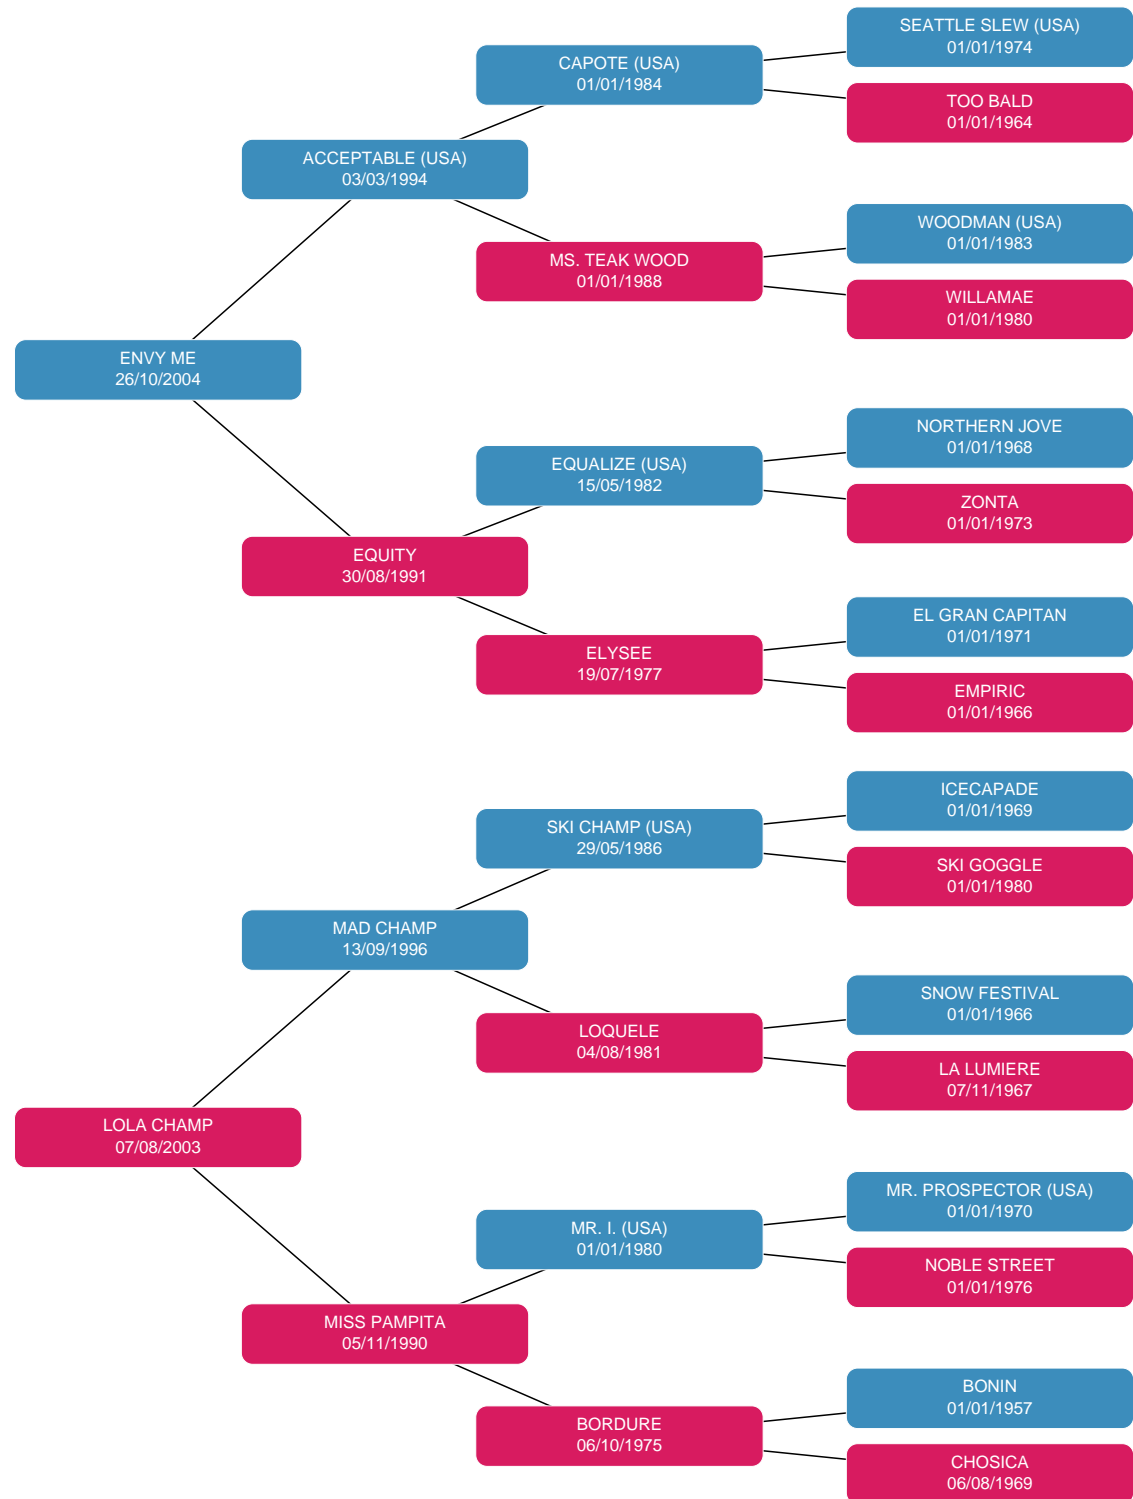 SEATTLE SLEW (USA)
01/01/1974
CAPOTE (USA)
01/01/1984
TOO BALD
01/01/1964
ACCEPTABLE (USA)
03/03/1994
WOODMAN (USA)
01/01/1983
MS. TEAK WOOD
01/01/1988
WILLAMAE
01/01/1980
ENVY ME
26/10/2004
NORTHERN JOVE
01/01/1968
EQUALIZE (USA)
15/05/1982
ZONTA
01/01/1973
EQUITY
30/08/1991
EL GRAN CAPITAN
01/01/1971
ELYSEE
19/07/1977
EMPIRIC
01/01/1966
ICECAPADE
01/01/1969
SKI CHAMP (USA)
29/05/1986
SKI GOGGLE
01/01/1980
MAD CHAMP
13/09/1996
SNOW FESTIVAL
01/01/1966
LOQUELE
04/08/1981
LA LUMIERE
07/11/1967
LOLA CHAMP
07/08/2003
MR. PROSPECTOR (USA)
01/01/1970
MR. I. (USA)
01/01/1980
NOBLE STREET
01/01/1976
MISS PAMPITA
05/11/1990
BONIN
01/01/1957
BORDURE
06/10/1975
CHOSICA
06/08/1969